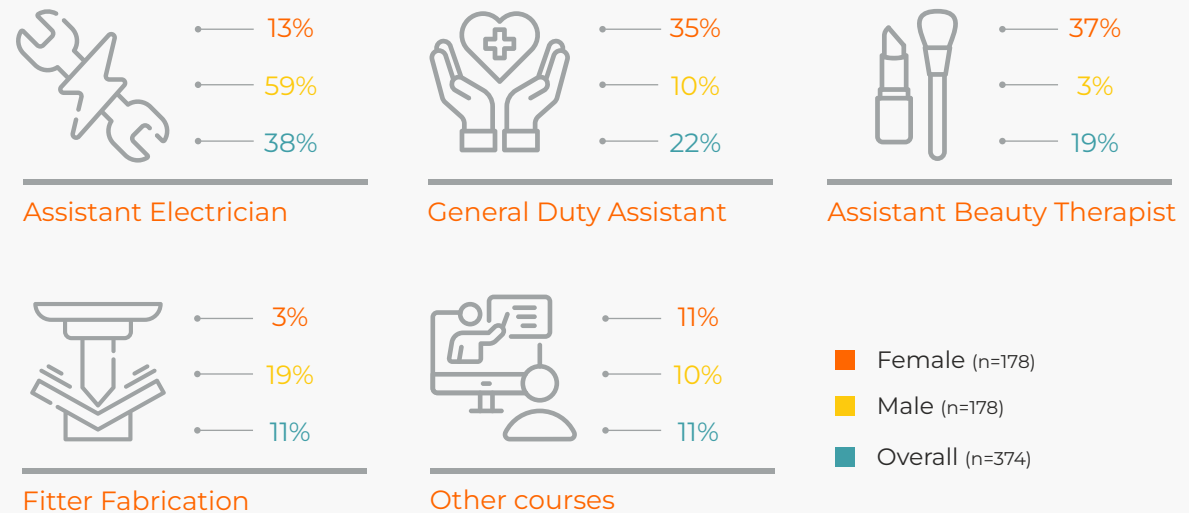 13%
59%
38%
Assistant Electrician
35%
10%
22%
General Duty Assistant
37%
3%
19%
Assistant Beauty Therapist
3%
19%
11%
Fitter Fabrication
11%
10%
11%
Other courses
Female (n=178)
Male (n=178)
Overall (n=374)